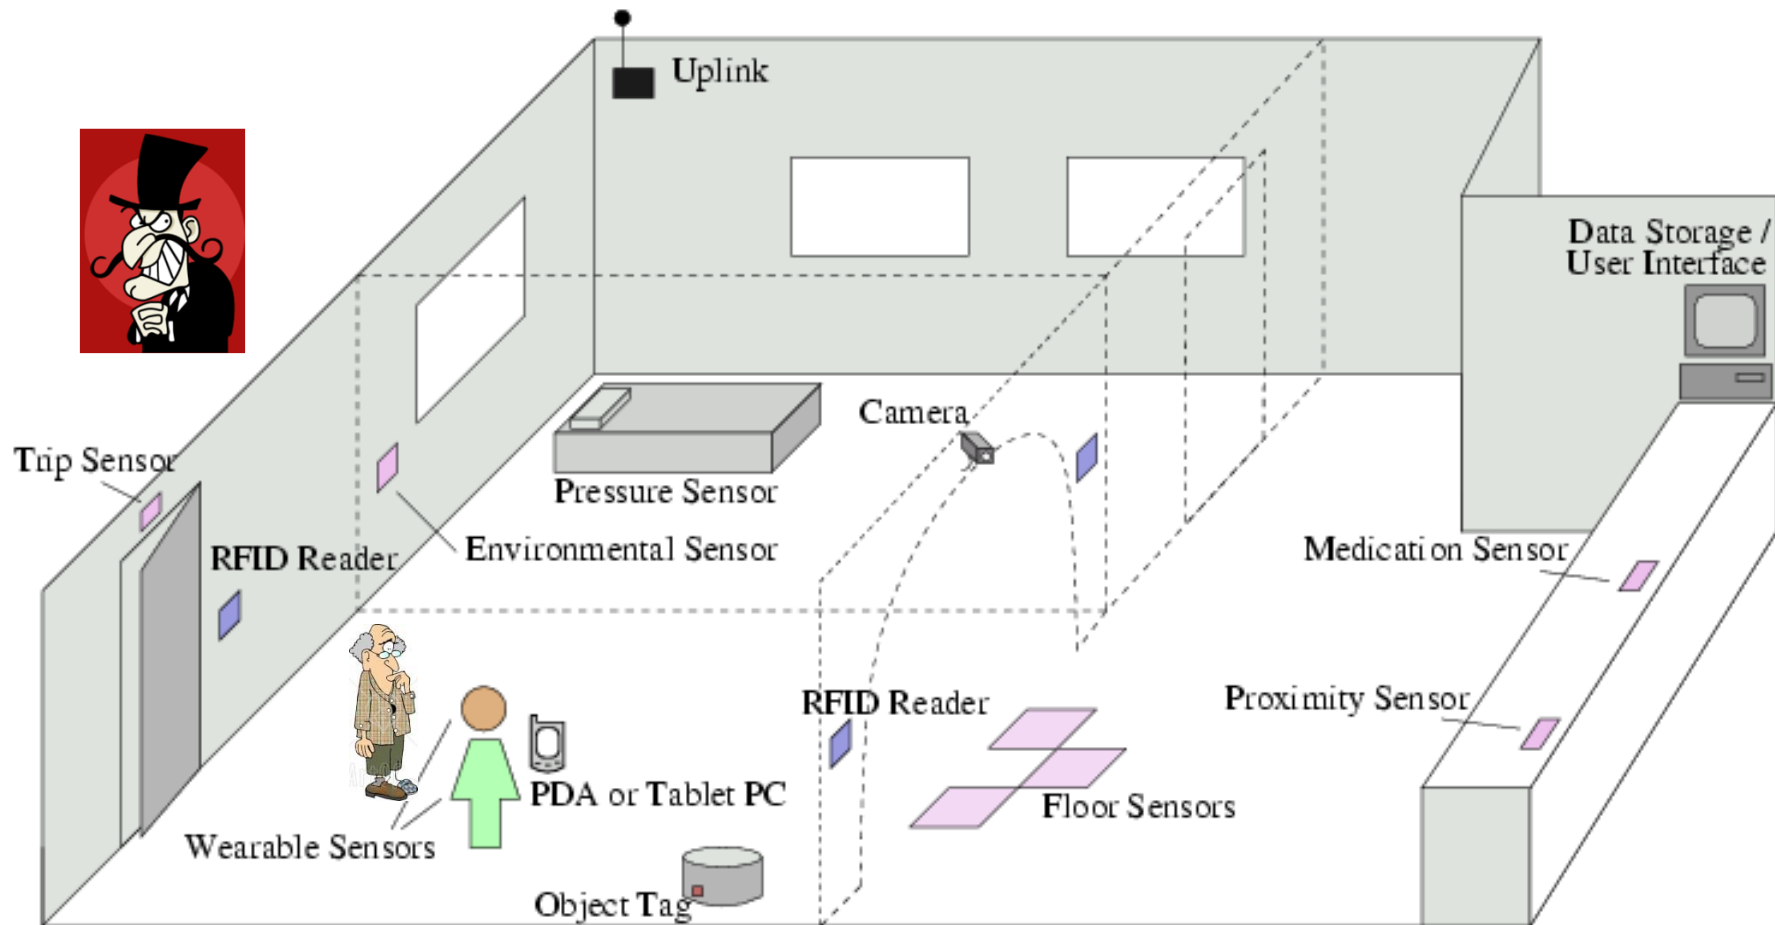 Uplink
Data Storage /
User Interface
Camera
Trip Sensor
Pressure Sensor
RFID Reader
Environmental Sensor
Medication Sensor
RFID Reader
Proximity Sensor
PDA or Tablet PC
Floor Sensors
Wearable Sensors
Object Tag